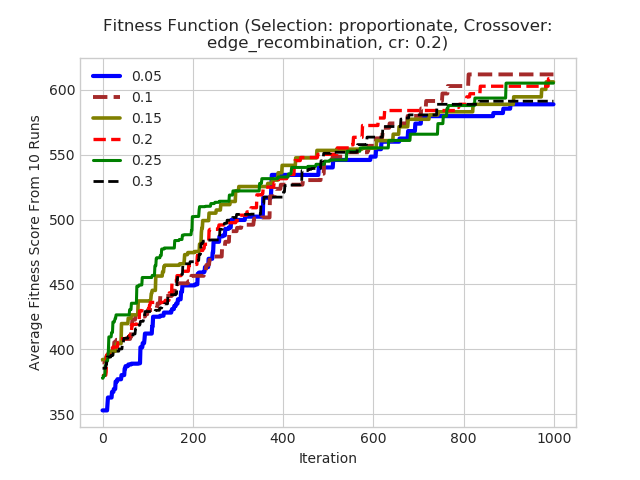 Fitness Function (Selection: proportionate, Crossover:
edge_recombination, cr: 0.2)
0.05
0.1
0.15
0.2
0.25
0.3
Average Fitness Score From 10 Runs
600
550
500
450
400
350
0 200 400 600 800 1000
Iteration